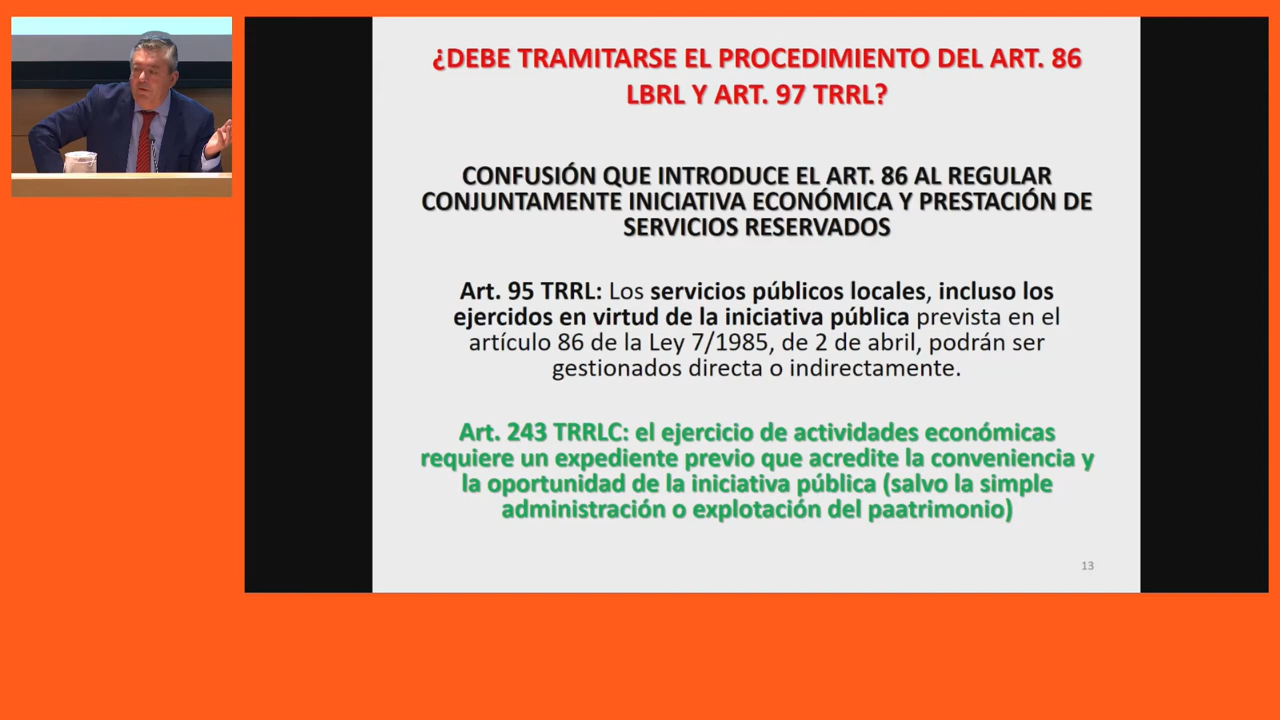 ¿DEBE TRAMITARSE EL PROCEDIMIENTO DEL ART. 86
LBRL Y ART. 97 TRRL?
CONFUSIÓN QUE INTRODUCE EL ART. 86 AL REGULAR
CONJUNTAMENTE INICIATIVA ECONÓMICA Y PRESTACIÓN DE
SERVICIOS RESERVADOS
Art. 95 TRRL: Los servicios públicos locales, incluso los
ejercidos en virtud de la iniciativa pública prevista en el
artículo 86 de la Ley 7/1985, de 2 de abril, podrán ser
gestionados directa o indirectamente.
Art. 243 TRRLC: el ejercicio de actividades económicas
requiere un expediente previo que acredite la conveniencia y
la oportunidad de la iniciativa pública (salvo la simple
administración o explotación del paatrimonio)
13